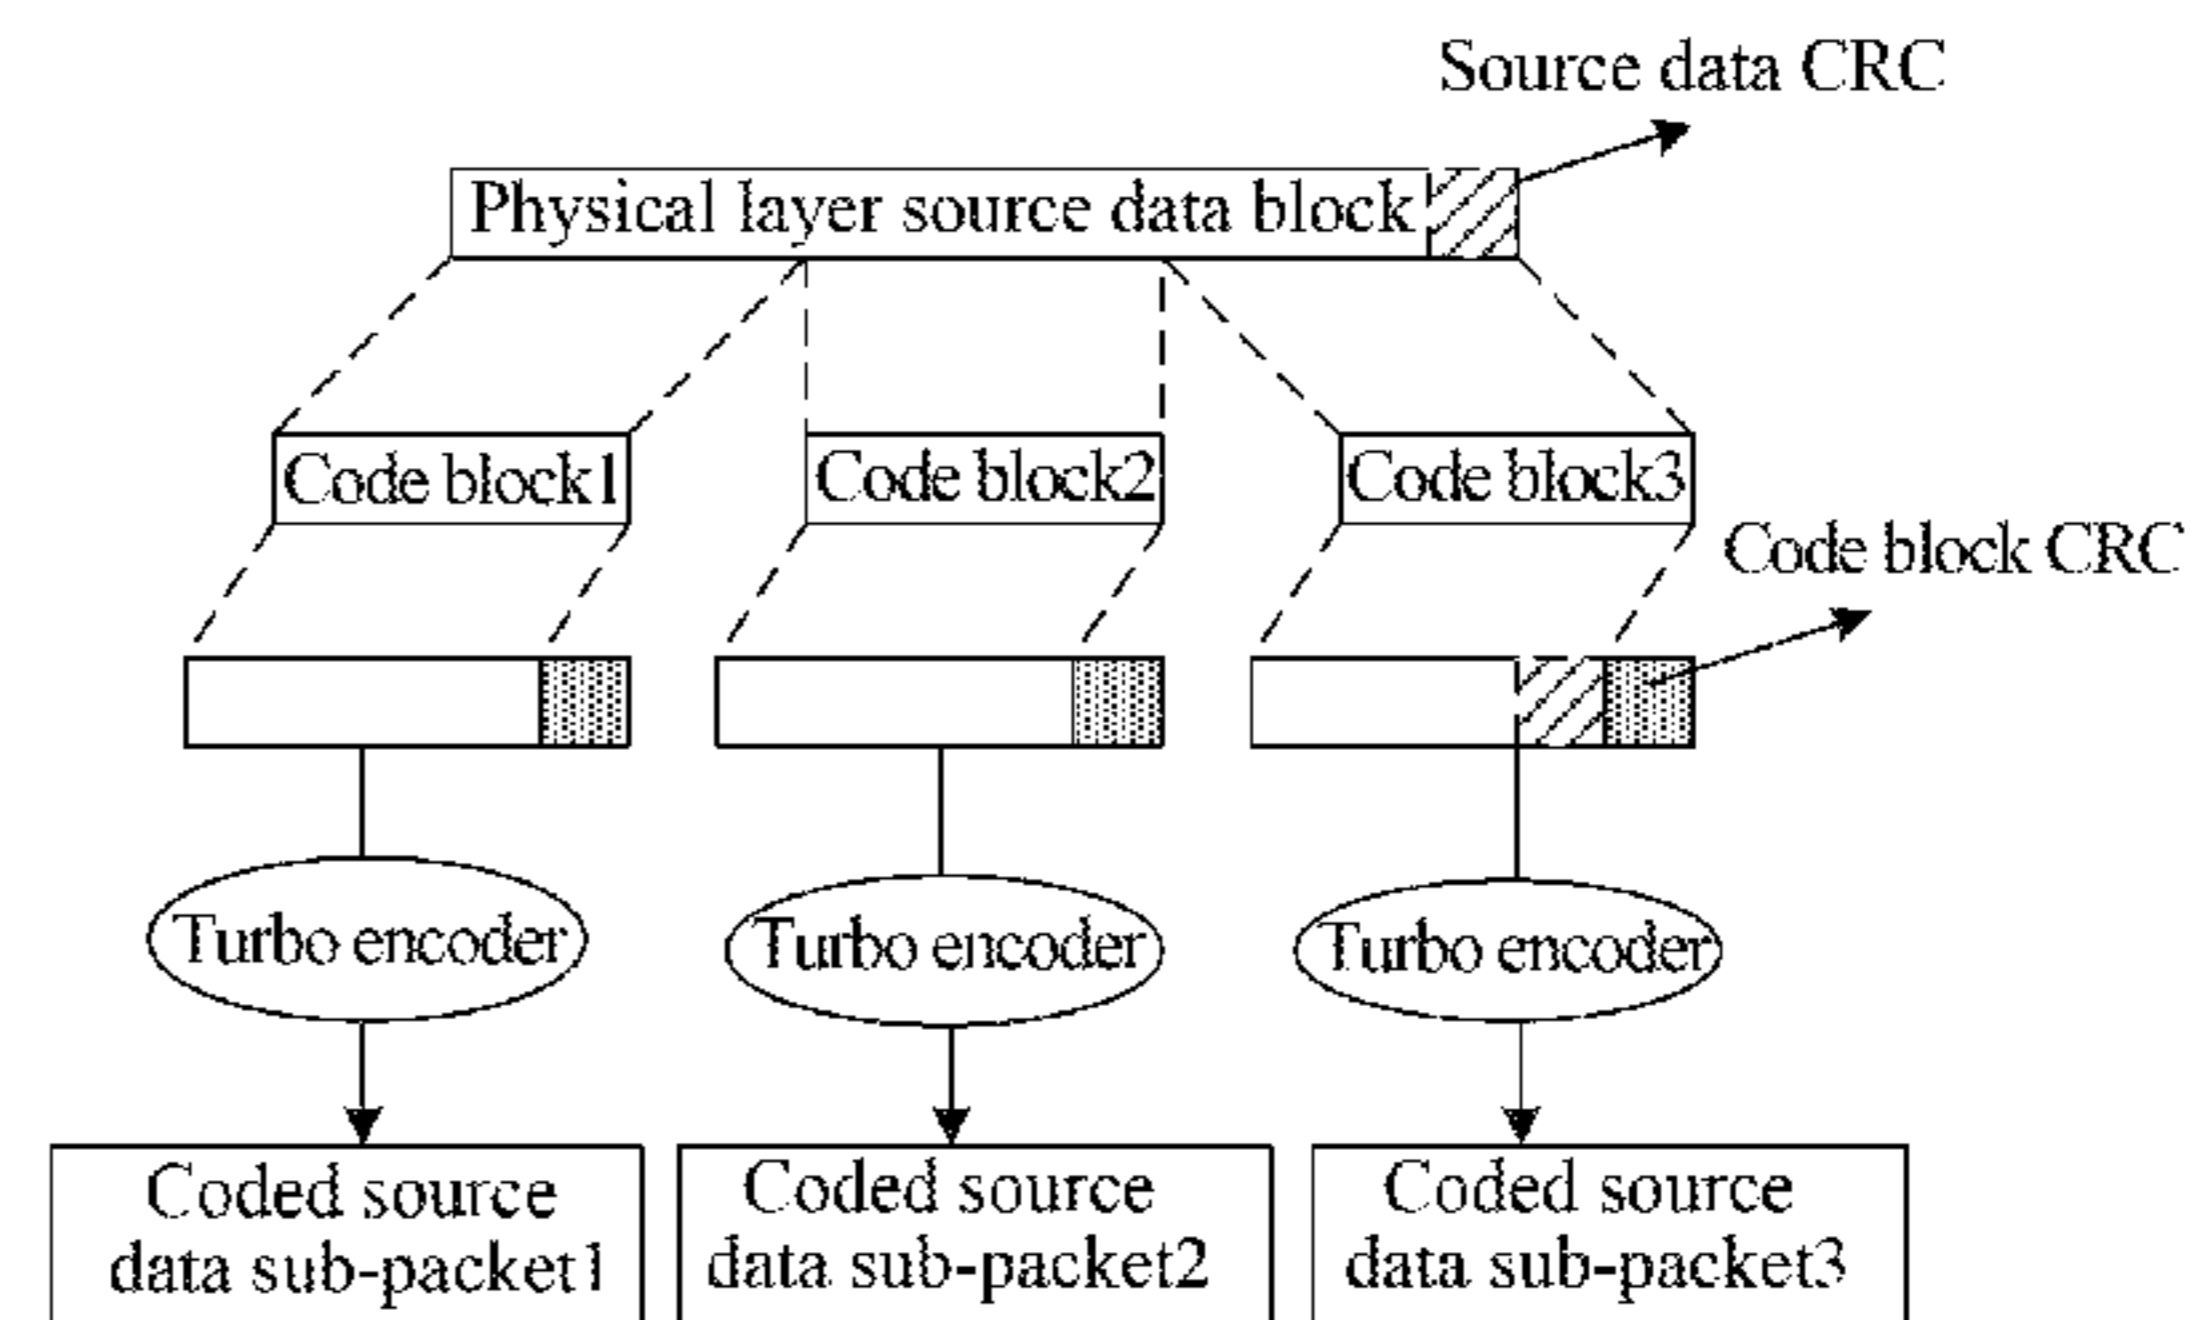 Source data CRC
Physical layer source data block
Code block1
Code block2
Code block3
Code block CRC
Turbo encoder
Turbo encoder
Turbo encoder
Coded source
data sub-packet1
Coded source
data sub-packet2
Coded source
data sub-packet3